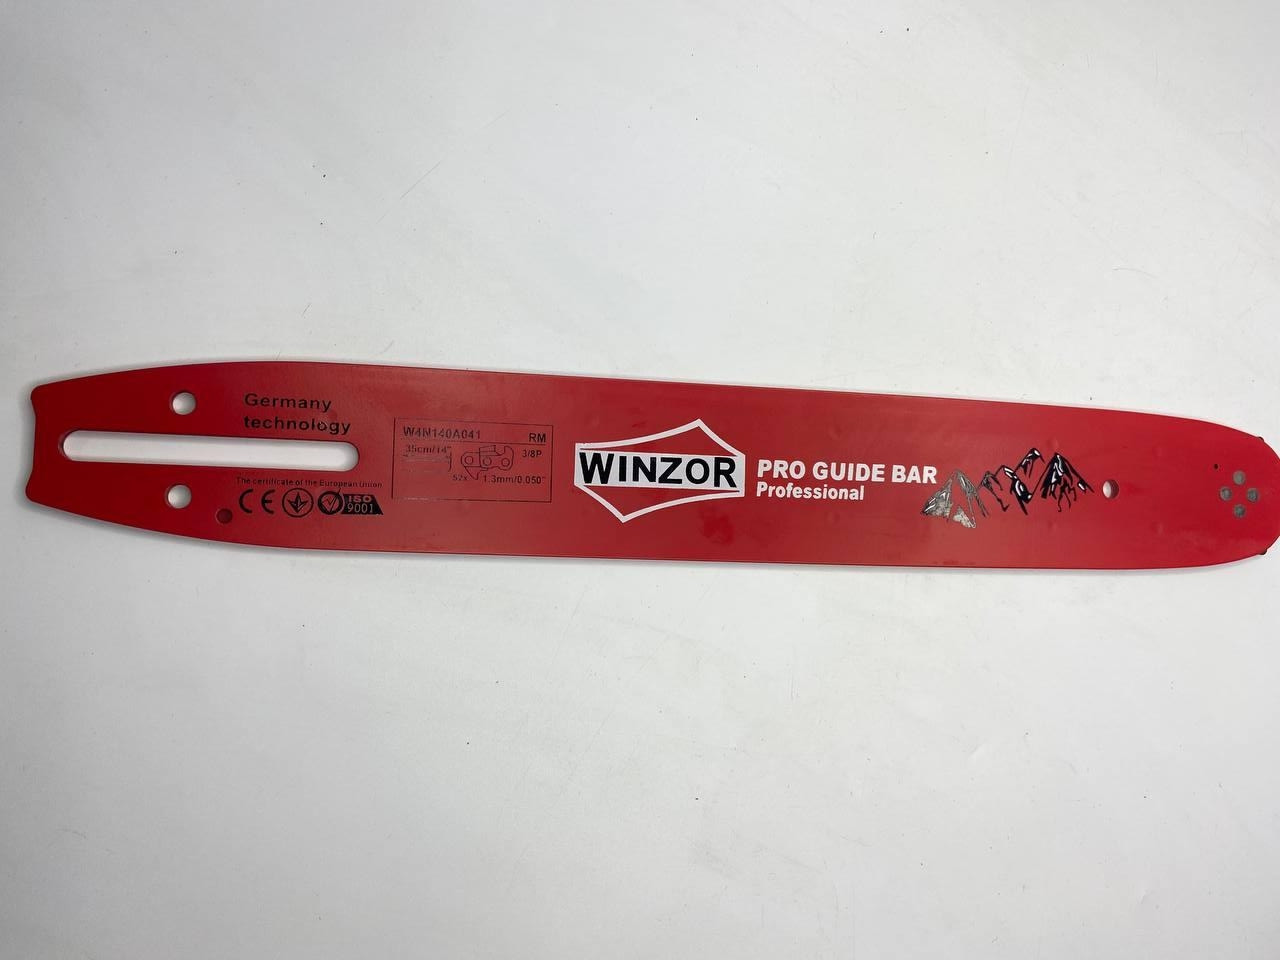 Germany
technology
The certificate of the European Union
CE
ISO
9001
W4N140A041 RM
35cm/14" 3/8P
52x 1.3mm/0.050"
WINZOR
PRO GUIDE BAR
Professional